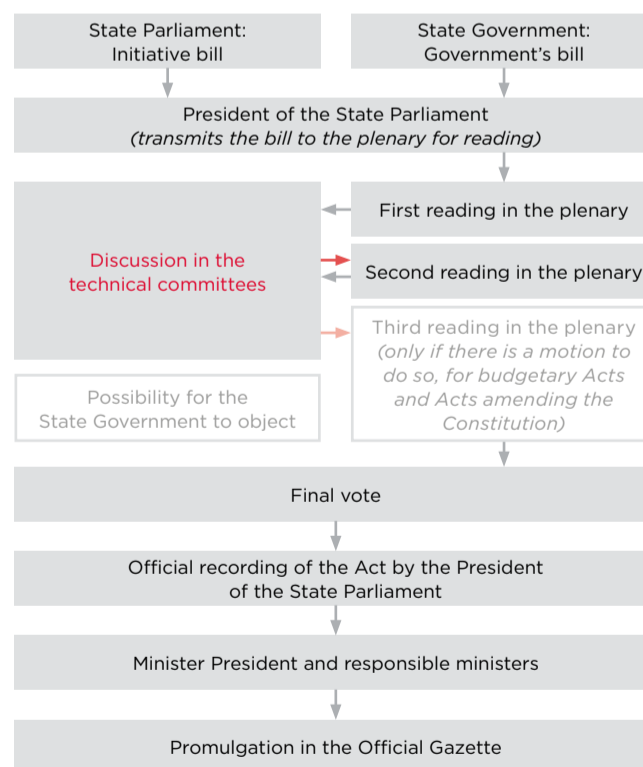 State Parliament:
Initiative bill
State Government:
Government's bill
President of the State Parliament
(transmits the bill to the plenary for reading)
First reading in the plenary
Discussion in the
technical committees
Second reading in the plenary
Third reading in the plenary
(only if there is a motion to
do so, for budgetary Acts
and Acts amending the
Constitution)
Possibility for the
State Government to object
Final vote
Official recording of the Act by the President
of the State Parliament
Minister President and responsible ministers
Promulgation in the Official Gazette